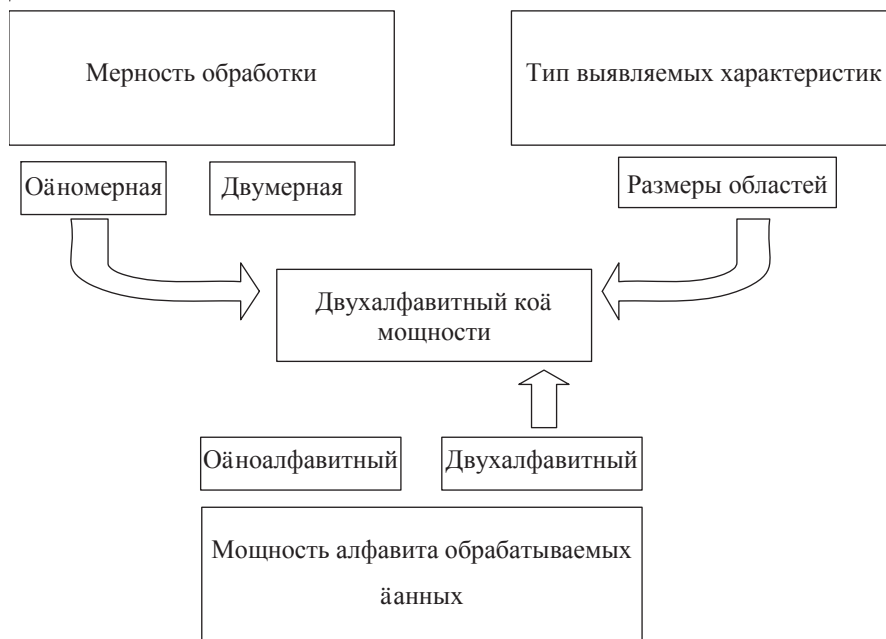 Мерность обработки
Тип выявляемых характеристик
Оäномерная
Двумерная
Размеры областей
Двухалфавитный коä
мощности
Оäноалфавитный
Двухалфавитный
Мощность алфавита обрабатываемых
äанных